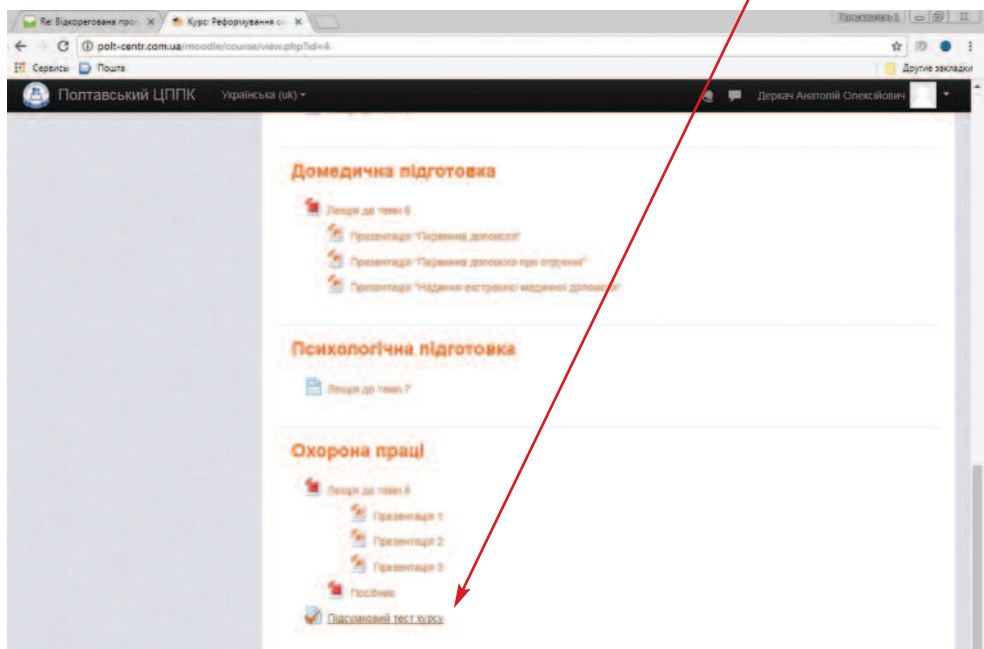 Re: Відкорегована про
Курс: Реформування с
polt-centr.com.ua/moodle/course/view.php?id=4
Сервисы Почта Другие закладки
Полтавський ЦППК Українська (uk) Деркач Анатолій Олексійович
Домедична підготовка
Лекція до теми 6
Презентація "Первинна допомога"
Презентація "Первинна допомога при отруєнні"
Презентація "Надання екстренної медичної допомоги"
Психологічна підготовка
Лекція до теми 7
Охорона праці
Лекція до теми 8
Презентація 1
Презентація 2
Презентація 3
Посібник
Підсумковий тест курсу